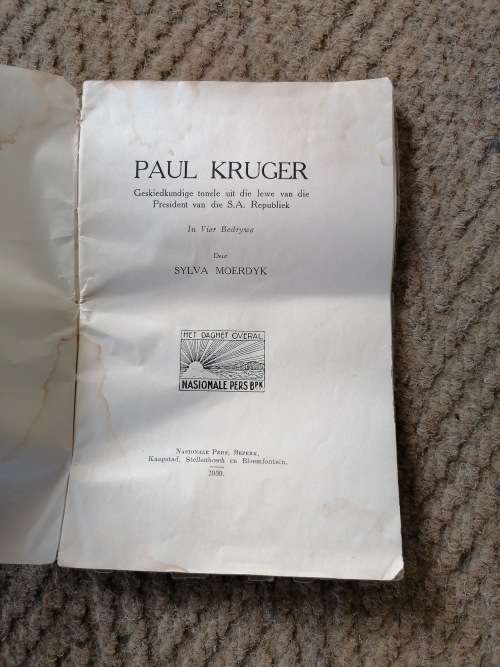 PAUL KRUGER
Geskiedkundige tonele uit die lewe van die
President van die S.A. Republiek
In Vier Bedrywe
Deur
SYLVA MOERDYK
HET DAGHET OVERAL
NASIONALE PERS BPK
NASIONALE PERS, BEPERK,
Kaapstad, Stellenbosch en Bloemfontein.